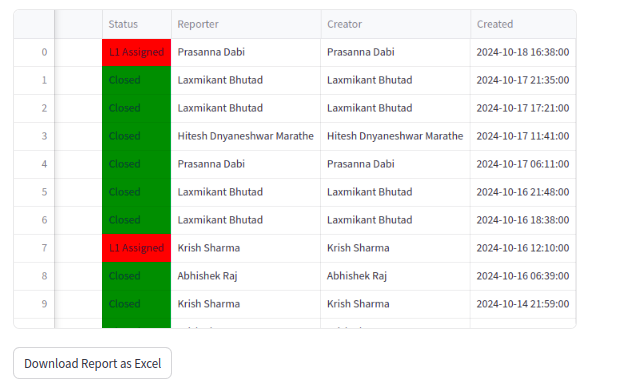 Status Reporter Creator Created
0 L1 Assigned Prasanna Dabi Prasanna Dabi 2024-10-18 16:38:00
1 Closed Laxmikant Bhutad Laxmikant Bhutad 2024-10-17 21:35:00
2 Closed Laxmikant Bhutad Laxmikant Bhutad 2024-10-17 17:21:00
3 Closed Hitesh Dnyaneshwar Marathe Hitesh Dnyaneshwar Marathe 2024-10-17 11:41:00
4 Closed Prasanna Dabi Prasanna Dabi 2024-10-17 06:11:00
5 Closed Laxmikant Bhutad Laxmikant Bhutad 2024-10-16 21:48:00
6 Closed Laxmikant Bhutad Laxmikant Bhutad 2024-10-16 18:38:00
7 L1 Assigned Krish Sharma Krish Sharma 2024-10-16 12:10:00
8 Closed Abhishek Raj Abhishek Raj 2024-10-16 06:39:00
9 Closed Krish Sharma Krish Sharma 2024-10-14 21:59:00
Download Report as Excel